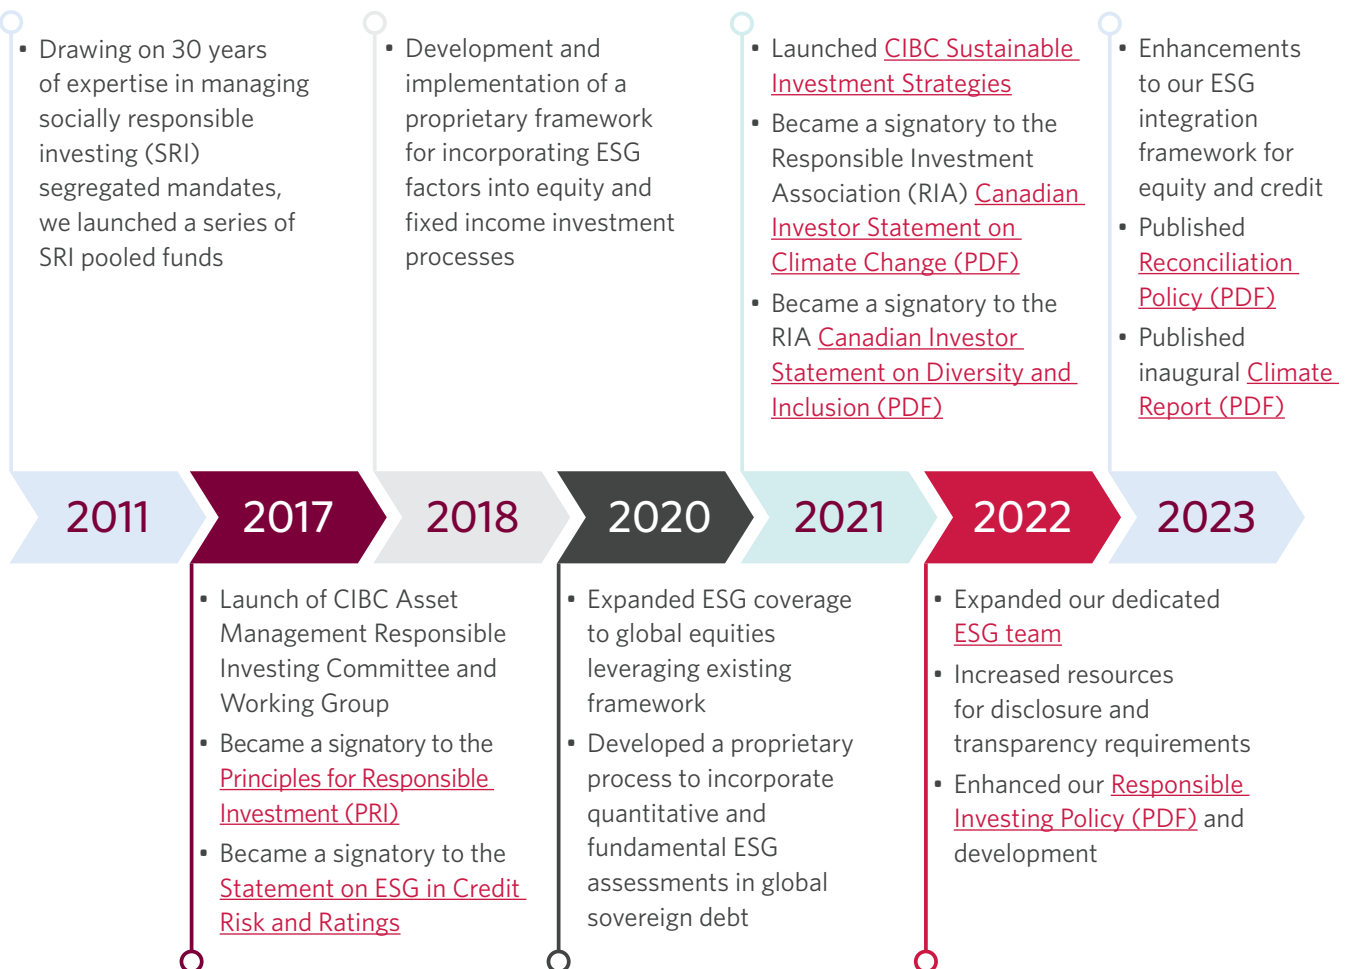 • Drawing on 30 years
of expertise in managing
socially responsible
investing (SRI)
segregated mandates,
we launched a series of
SRI pooled funds
• Development and
implementation of a
proprietary framework
for incorporating ESG
factors into equity and
fixed income investment
processes
• Launched CIBC Sustainable
Investment Strategies
• Became a signatory to the
Responsible Investment
Association (RIA) Canadian
Investor Statement on
Climate Change (PDF)
• Became a signatory to the
RIA Canadian Investor
Statement on Diversity and
Inclusion (PDF)
• Enhancements
to our ESG
integration
framework for
equity and credit
• Published
Reconciliation
Policy (PDF)
• Published
inaugural Climate
Report (PDF)
2011
2017
2018
2020
2021
2022
2023
• Launch of CIBC Asset
Management Responsible
Investing Committee and
Working Group
• Became a signatory to the
Principles for Responsible
Investment (PRI)
• Became a signatory to the
Statement on ESG in Credit
Risk and Ratings
• Expanded ESG coverage
to global equities
leveraging existing
framework
• Developed a proprietary
process to incorporate
quantitative and
fundamental ESG
assessments in global
sovereign debt
• Expanded our dedicated
ESG team
• Increased resources
for disclosure and
transparency requirements
• Enhanced our Responsible
Investing Policy (PDF) and
development